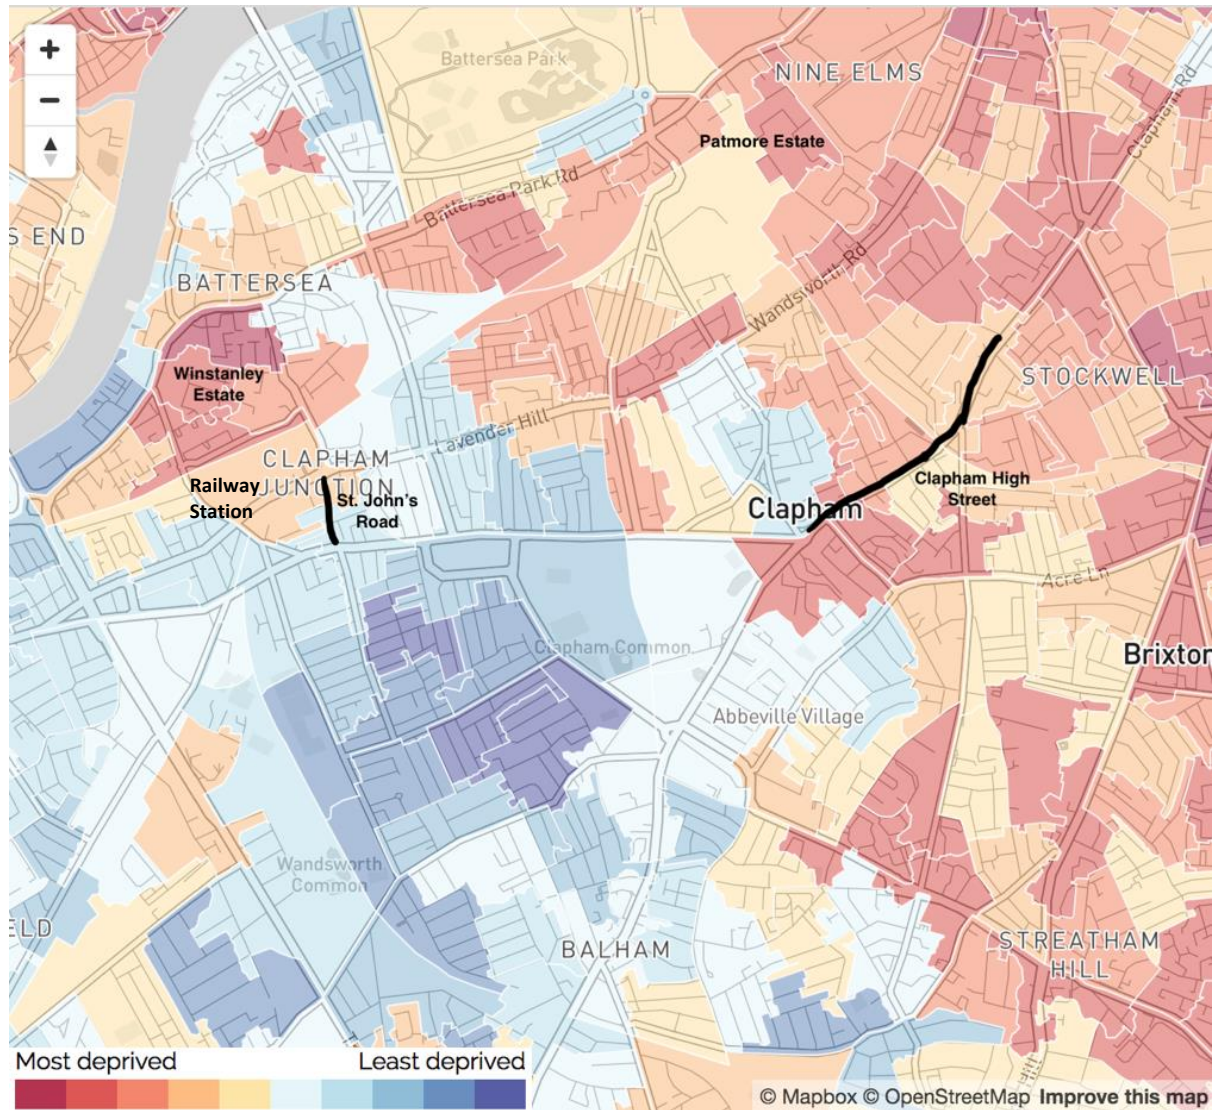 +
−
Battersea Park
NINE ELMS
Clapham Rd
Patmore Estate
Battersea Park Rd
S END
BATTERSEA
Wandsworth Rd
Winstanley
Estate
STOCKWELL
Lavender Hill
CLAPHAM
JUNCTION
Railway
Station
St. John's
Road
Clapham High
Street
Clapham
Acre Ln
Clapham Common
Brixton
Abbeville Village
Wandsworth
Common
ELD
BALHAM
STREATHAM
HILL
Most deprived
Least deprived
© Mapbox © OpenStreetMap Improve this map